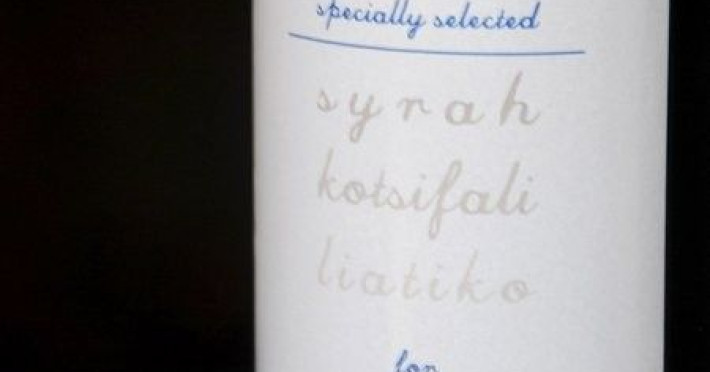 specially selected
syrah
kotsifali
liatiko
for